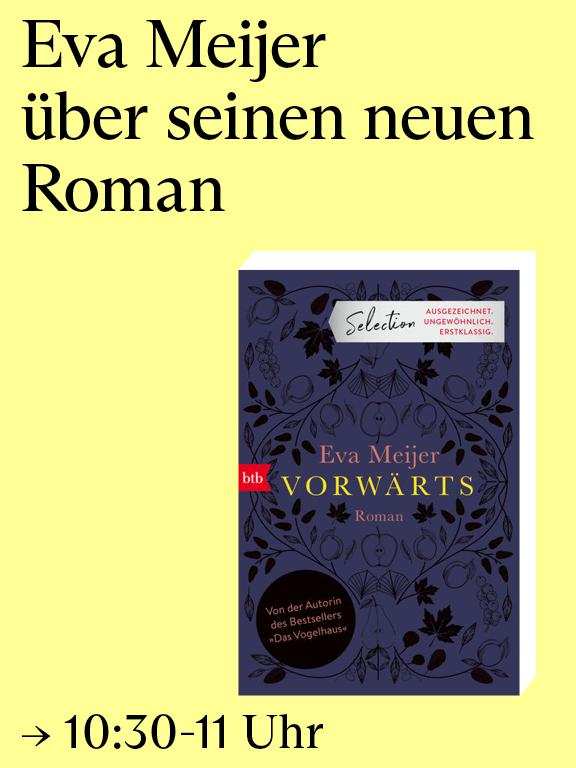 Eva Meijer
über seinen neuen
Roman
Selection
AUSGEZEICHNET.
UNGEWÖHNLICH.
ERSTKLASSIG.
Eva Meijer
btb
VORWÄRTS
Roman
Von der Autorin
des Bestsellers
»Das Vogelhaus«
→ 10:30-11 Uhr